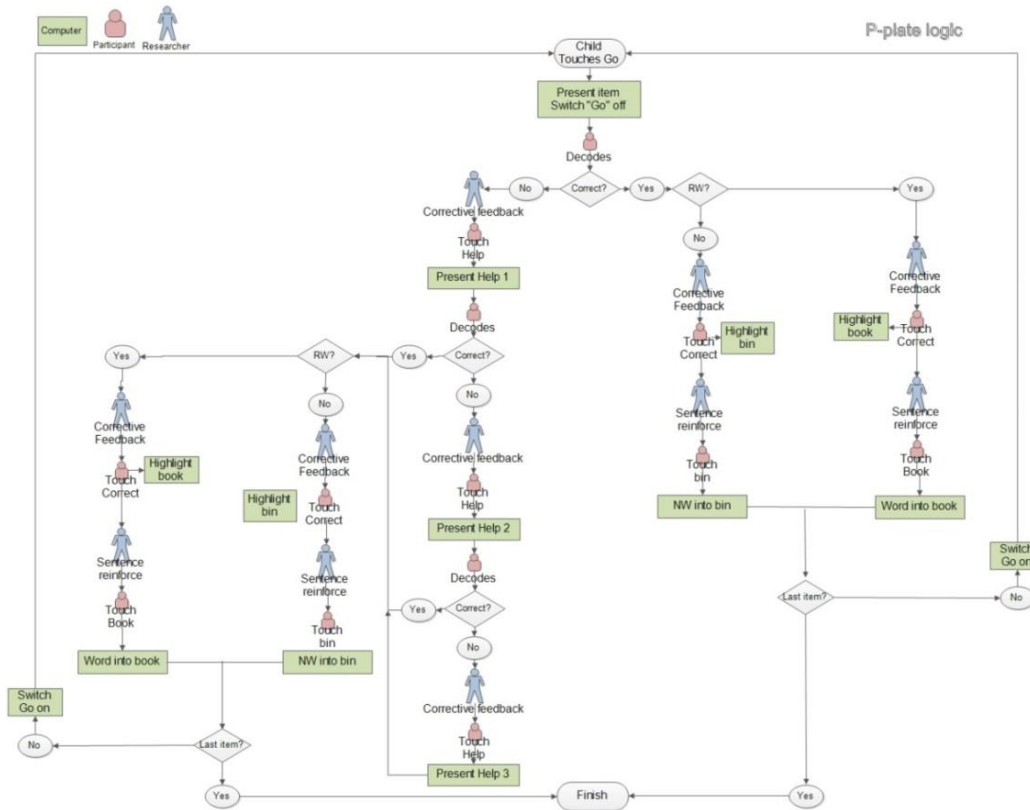 Computer
Participant
Researcher
P-plate logic
Child
Touches Go
Present item
Switch "Go" off
Decodes
Correct?
No
Yes
RW?
Yes
Corrective feedback
Touch
Help
Present Help 1
Decodes
Correct?
Yes
RW?
Yes
No
No
Corrective
Feedback
Touch
Correct
Highlight
book
Sentence
reinforce
Touch
Book
Word into book
Corrective
Feedback
Highlight
bin
Touch
Correct
Sentence
reinforce
Touch
bin
NW into bin
Corrective feedback
Touch
Help
Present Help 2
Decodes
Correct?
Yes
No
Corrective feedback
Touch
Help
Present Help 3
Switch
Go on
No
Last item?
Yes
Finish
No
Corrective
Feedback
Touch
Correct
Highlight
bin
Sentence
reinforce
Touch
bin
NW into bin
Corrective
Feedback
Highlight
book
Touch
Correct
Sentence
reinforce
Touch
Book
Word into book
Last item?
No
Switch
Go on
Yes